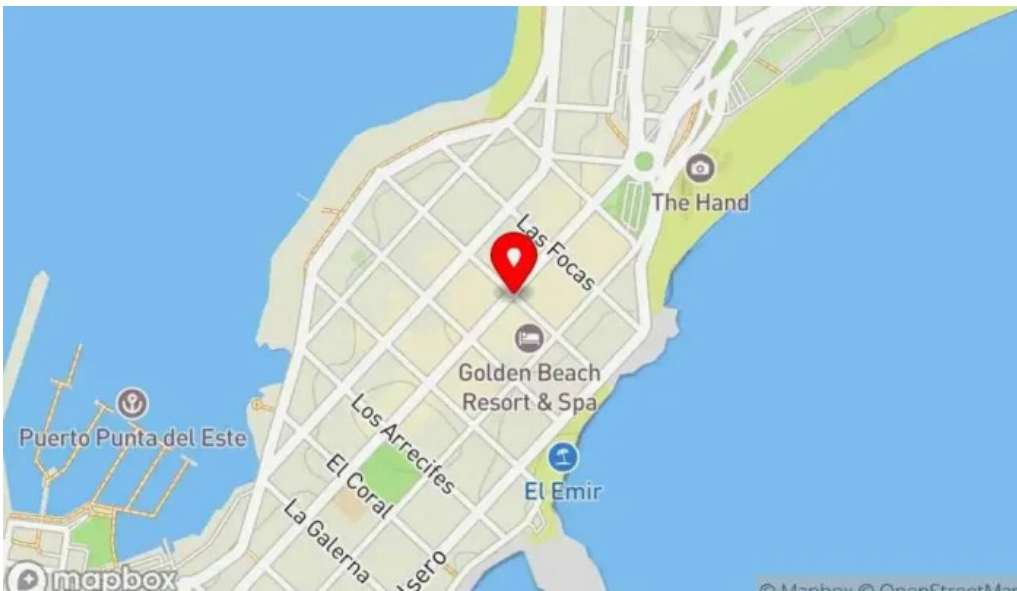 Las Focas
The Hand
Golden Beach
Resort & Spa
Puerto Punta del Este
Los Arrecifes
El Coral
El Emir
La Galerna
sero
mapbox
© Mapbox © OpenStreetMap